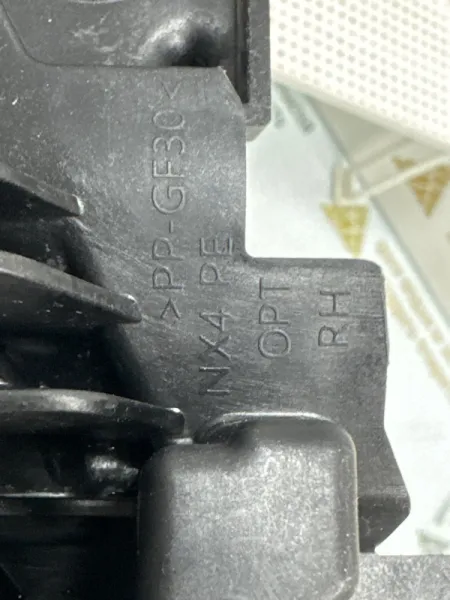 >PP-GF30<
NX4 PE
OPT
RH